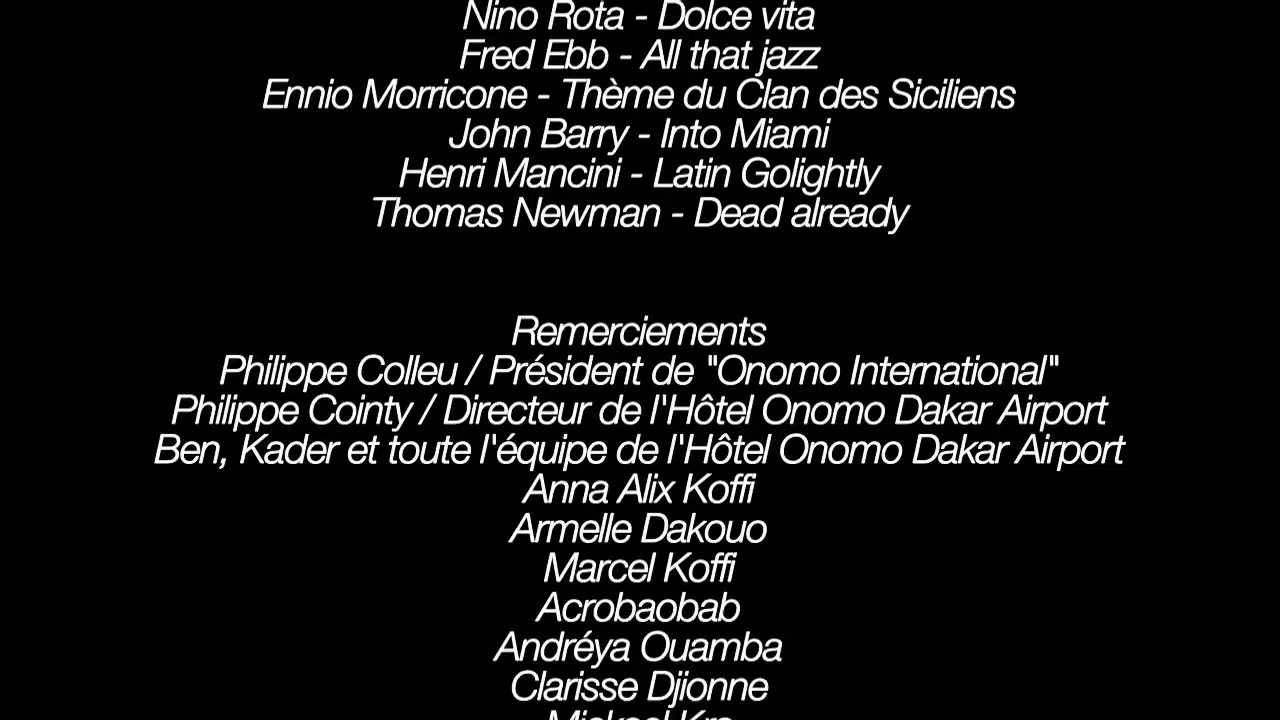 Nino Rota - Dolce vita
Fred Ebb - All that jazz
Ennio Morricone - Thème du Clan des Siciliens
John Barry - Into Miami
Henri Mancini - Latin Golightly
Thomas Newman - Dead already
Remerciements
Philippe Colleu / Président de "Onomo International"
Philippe Cointy / Directeur de l'Hôtel Onomo Dakar Airport
Ben, Kader et toute l'équipe de l'Hôtel Onomo Dakar Airport
Anna Alix Koffi
Armelle Dakouo
Marcel Koffi
Acrobaobab
Andréya Ouamba
Clarisse Djionne